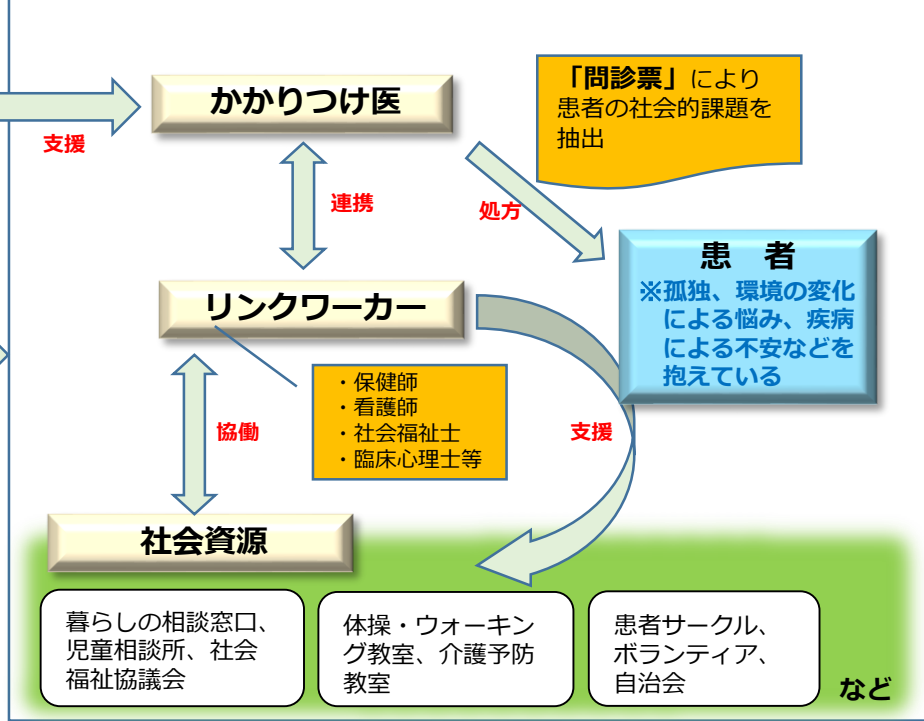 かかりつけ医
「問診票」により
患者の社会的課題を
抽出
支援
連携
処方
患　者
※孤独、環境の変化
による悩み、疾病
による不安などを
抱えている
リンクワーカー
・保健師
・看護師
・社会福祉士
・臨床心理士等
協働
支援
社会資源
暮らしの相談窓口、
児童相談所、社会
福祉協議会
体操・ウォーキン
グ教室、介護予防
教室
患者サークル、
ボランティア、
自治会
など